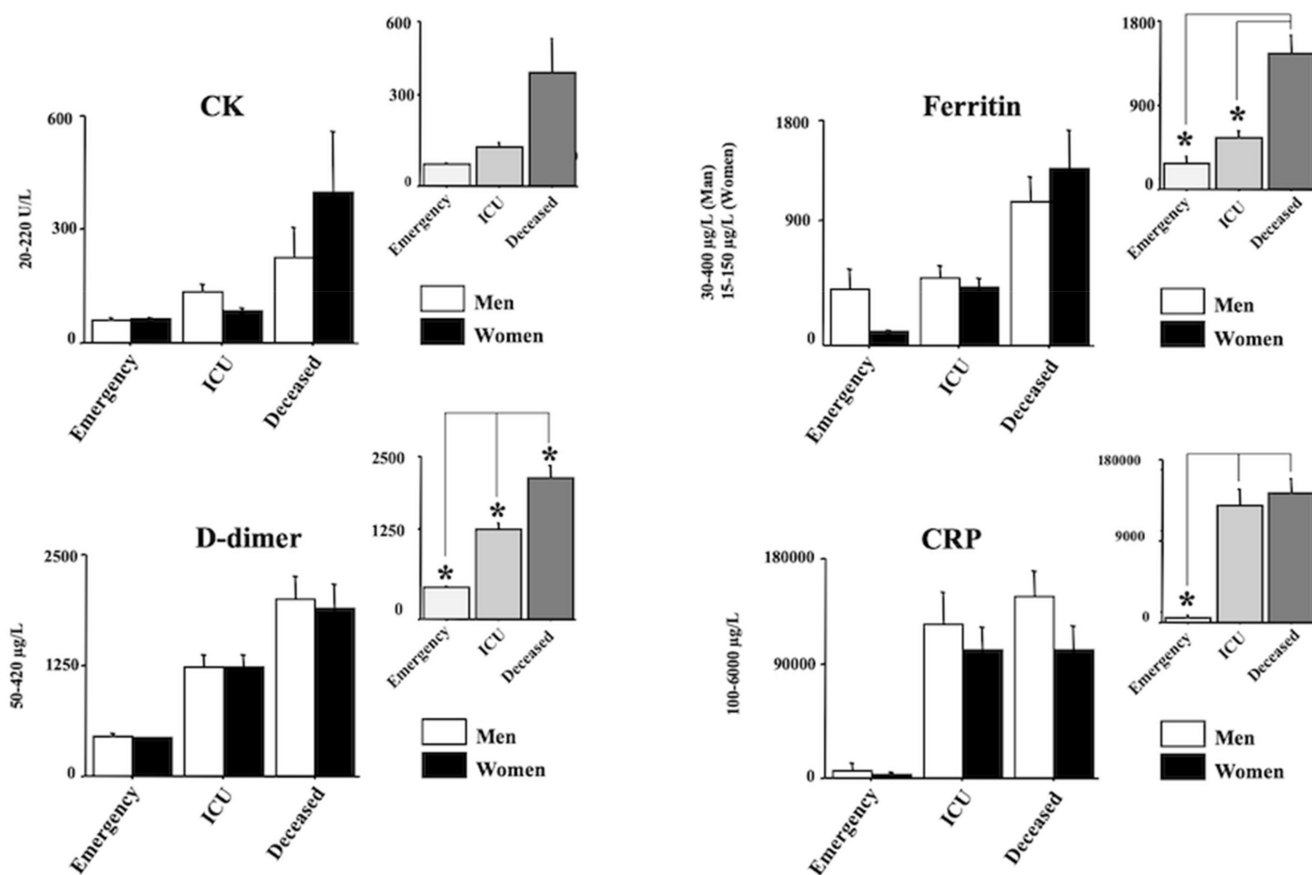 CK
600
300
0
20-220 U/L
Emergency
ICU
Deceased
600
300
0
Emergency
ICU
Deceased
Men
Women
Ferritin
1800
900
0
30-400 µg/L (Man)
15-150 µg/L (Women)
Emergency
ICU
Deceased
1800
900
0
*
*
Emergency
ICU
Deceased
Men
Women
D-dimer
2500
1250
0
50-420 µg/L
Emergency
ICU
Deceased
2500
1250
0
*
*
*
Emergency
ICU
Deceased
Men
Women
CRP
180000
90000
0
100-6000 µg/L
Emergency
ICU
Deceased
180000
9000
0
*
Emergency
ICU
Deceased
Men
Women